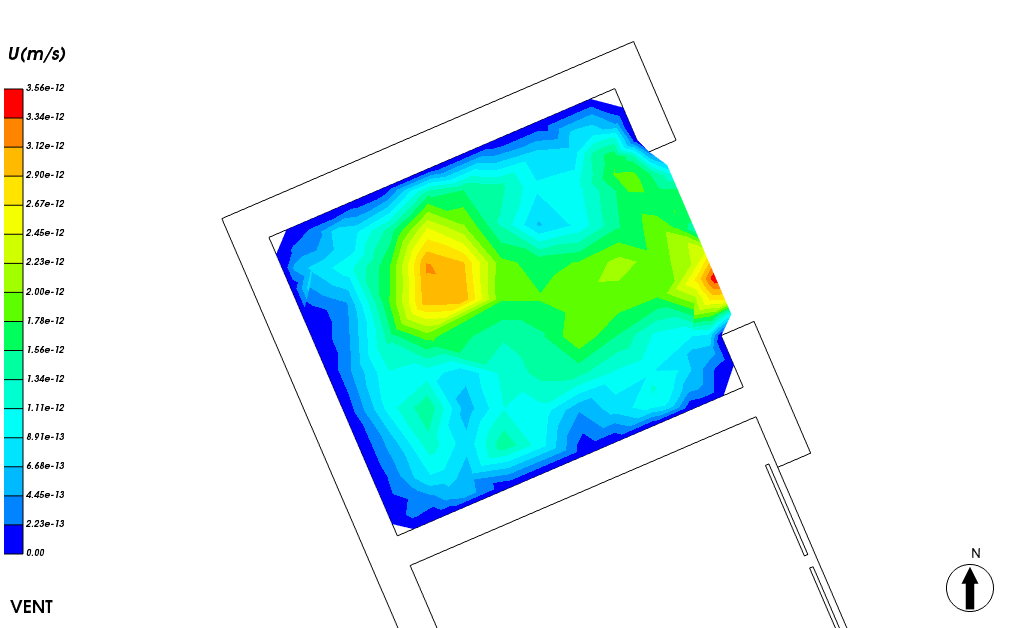 U(m/s)
3.56e-12
3.34e-12
3.12e-12
2.90e-12
2.67e-12
2.45e-12
2.23e-12
2.00e-12
1.78e-12
1.56e-12
1.34e-12
1.11e-12
8.91e-13
6.68e-13
4.45e-13
2.23e-13
0.00
N
VENT